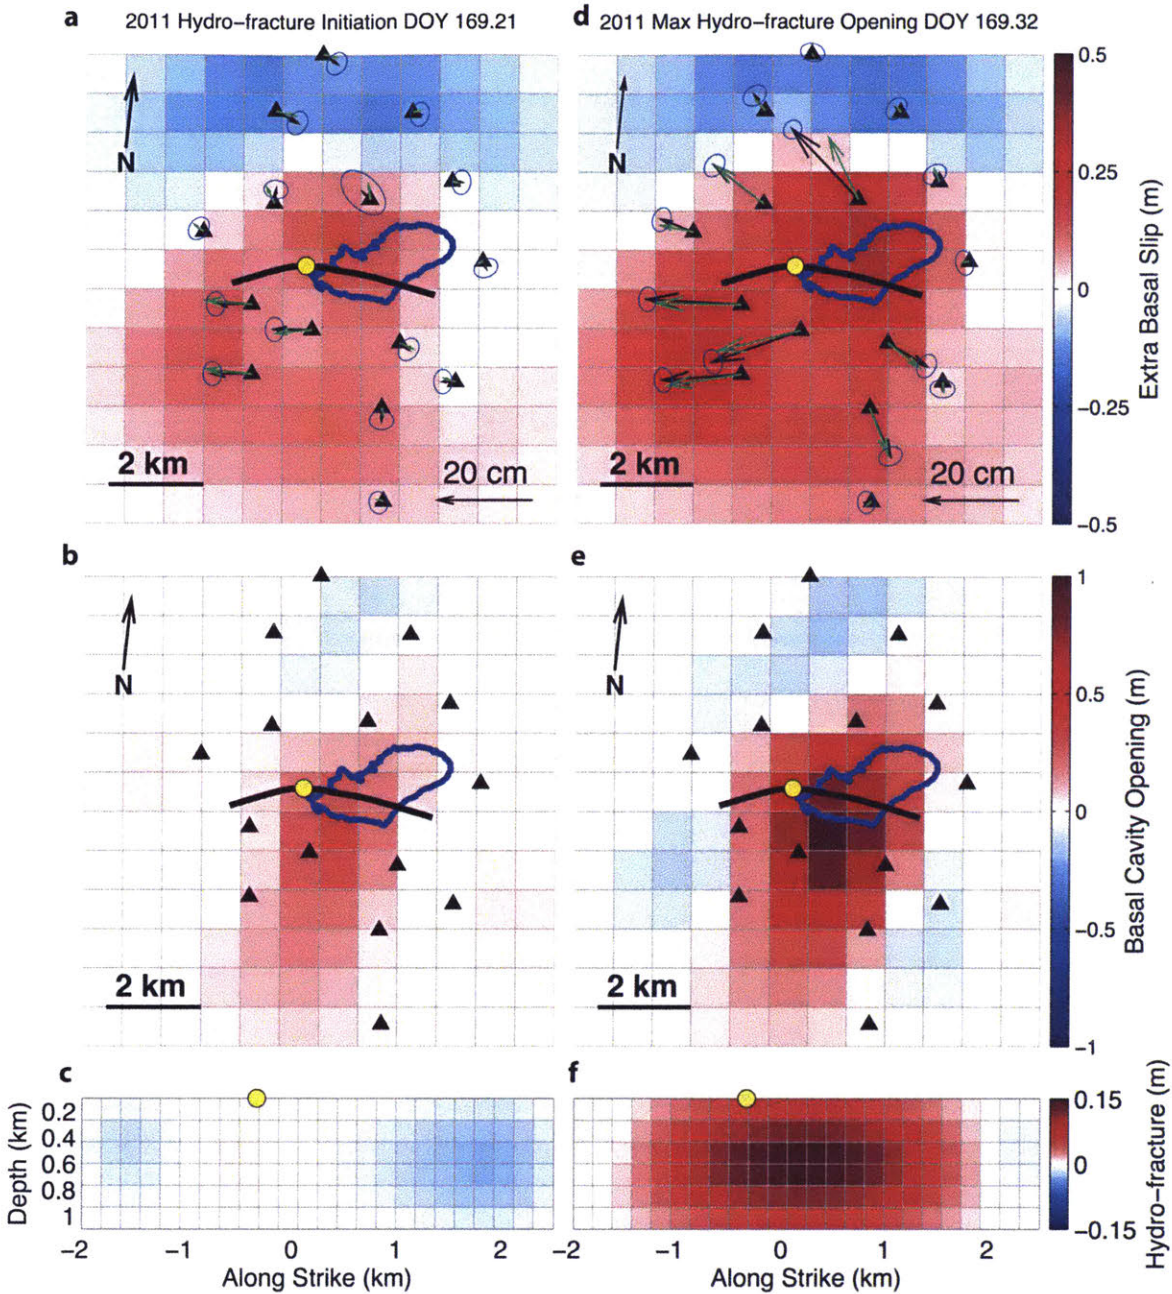 a
2011 Hydro-fracture Initiation DOY 169.21
d
2011 Max Hydro-fracture Opening DOY 169.32
N
2 km
20 cm
N
2 km
20 cm
0.5
0.25
0
-0.25
-0.5
Extra Basal Slip (m)
b
N
2 km
e
N
2 km
1
0.5
0
-0.5
-1
Basal Cavity Opening (m)
c
Depth (km)
0.2
0.4
0.6
0.8
1
-2
-1
0
1
2
Along Strike (km)
f
-2
-1
0
1
2
Along Strike (km)
0.15
0
-0.15
Hydro-fracture (m)